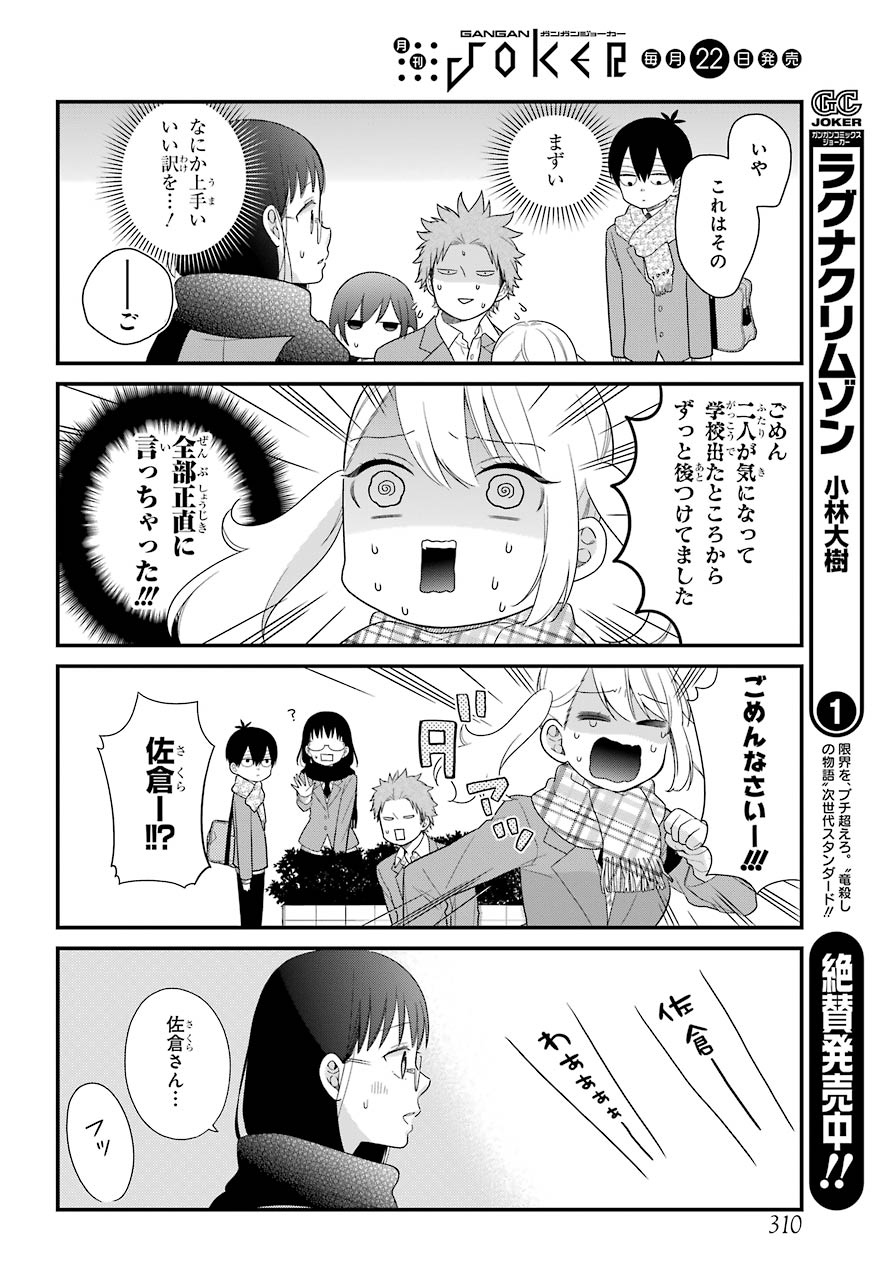 月刊
GANGAN ガンガンジョーカー
JOKER
毎月22日発売
GC
JOKER
ガンガンコミックス
ジョーカー
ラグナクリムゾン
小林大樹
1
限界を、ブチ超えろ。〝竜殺し
の物語〟次世代スタンダード!!
絶賛発売中!!
いや
これはその
まずい
なにか上手い
いい訳を…!
――ご
ごめん
二人が気になって
学校出たところから
ずっと後つけてました
全部正直に
言っちゃった!!!
ごめんなさいー!!!
ダダ
?
佐倉ー!!?
佐倉――
わぁぁぁぁぁ――
佐倉さん…
フッ
310